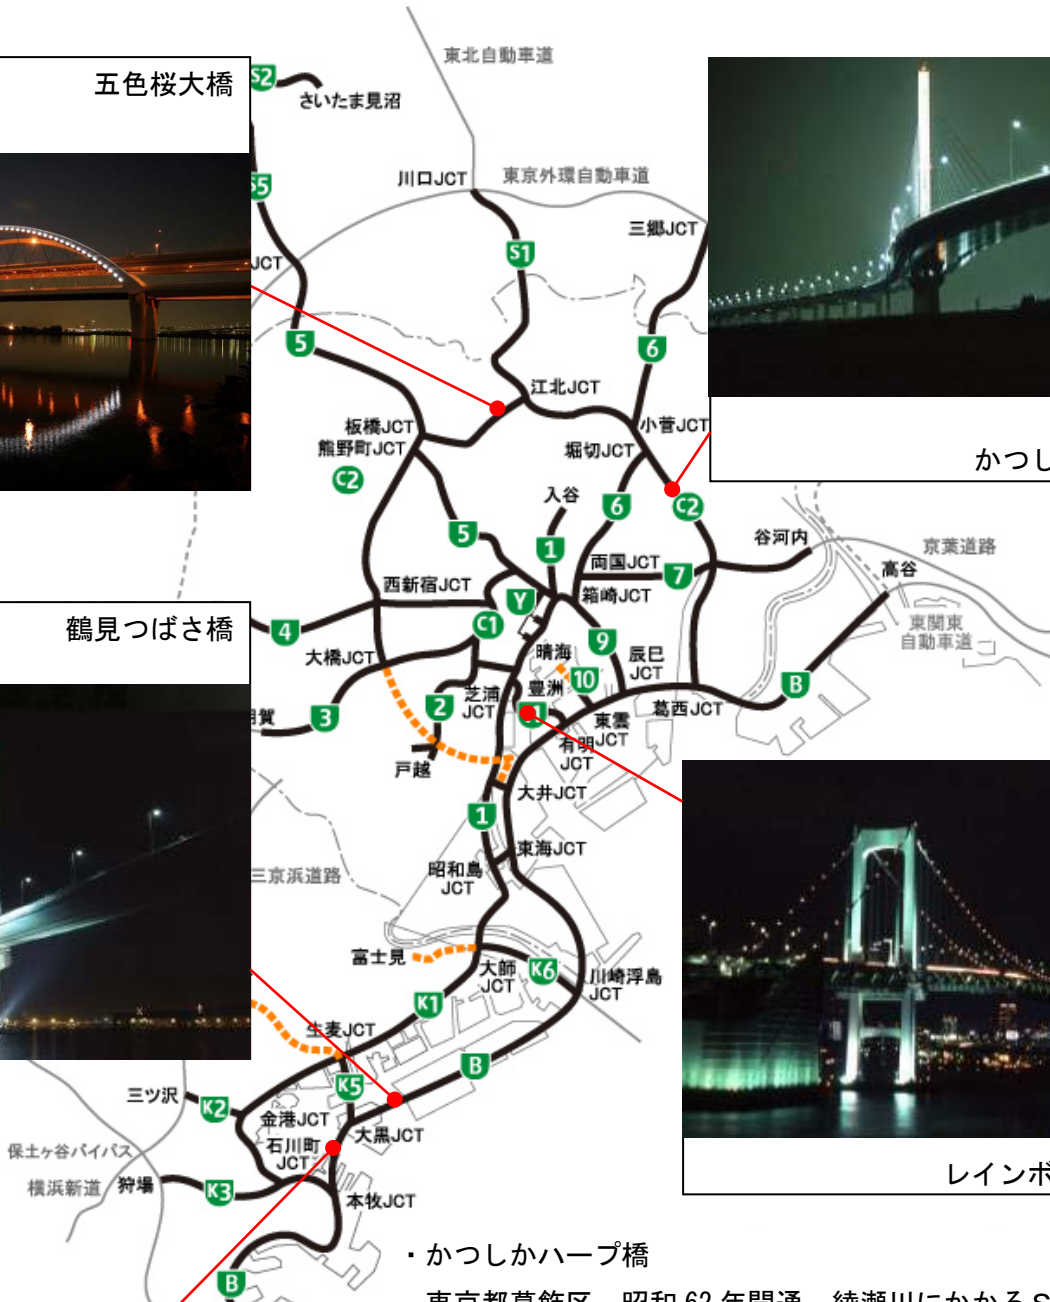 東北自動車道
五色桜大橋
S2
さいたま見沼
川口JCT
東京外環自動車道
S5
三郷JCT
S1
JCT
5
6
江北JCT
板橋JCT
小菅JCT
熊野町JCT
堀切JCT
かつし
C2
入谷
6
C2
5
1
谷河内
京葉道路
両国JCT
高谷
西新宿JCT
7
箱崎JCT
Y
鶴見つばさ橋
C1
4
9
東関東
自動車道
大橋JCT
晴海
辰巳
JCT
10
豊洲
B
芝浦
JCT
2
3
葛西JCT
東雲
JCT
有明
JCT
戸越
大井JCT
1
東海JCT
三京浜道路
昭和島
JCT
富士見
大師
JCT
K6
川崎浮島
JCT
K1
生麦JCT
B
K5
三ツ沢
K2
金港JCT
大黒JCT
保土ヶ谷バイパス
石川町
JCT
レインボ
横浜新道
狩場
K3
本牧JCT
B
・かつしかハープ橋